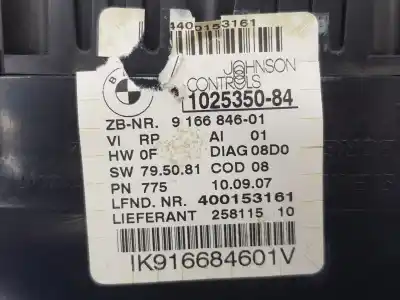 4400153161
B
JOHNSON
CONTROLS
1025350-84
ZB-NR. 9 166 846-01
VI RP AI 01
HW 0F DIAG 08D0
SW 79.50.81 COD 08
PN 775 10.09.07
LFND. NR. 400153161
LIEFERANT 258115 10
IK916684601V